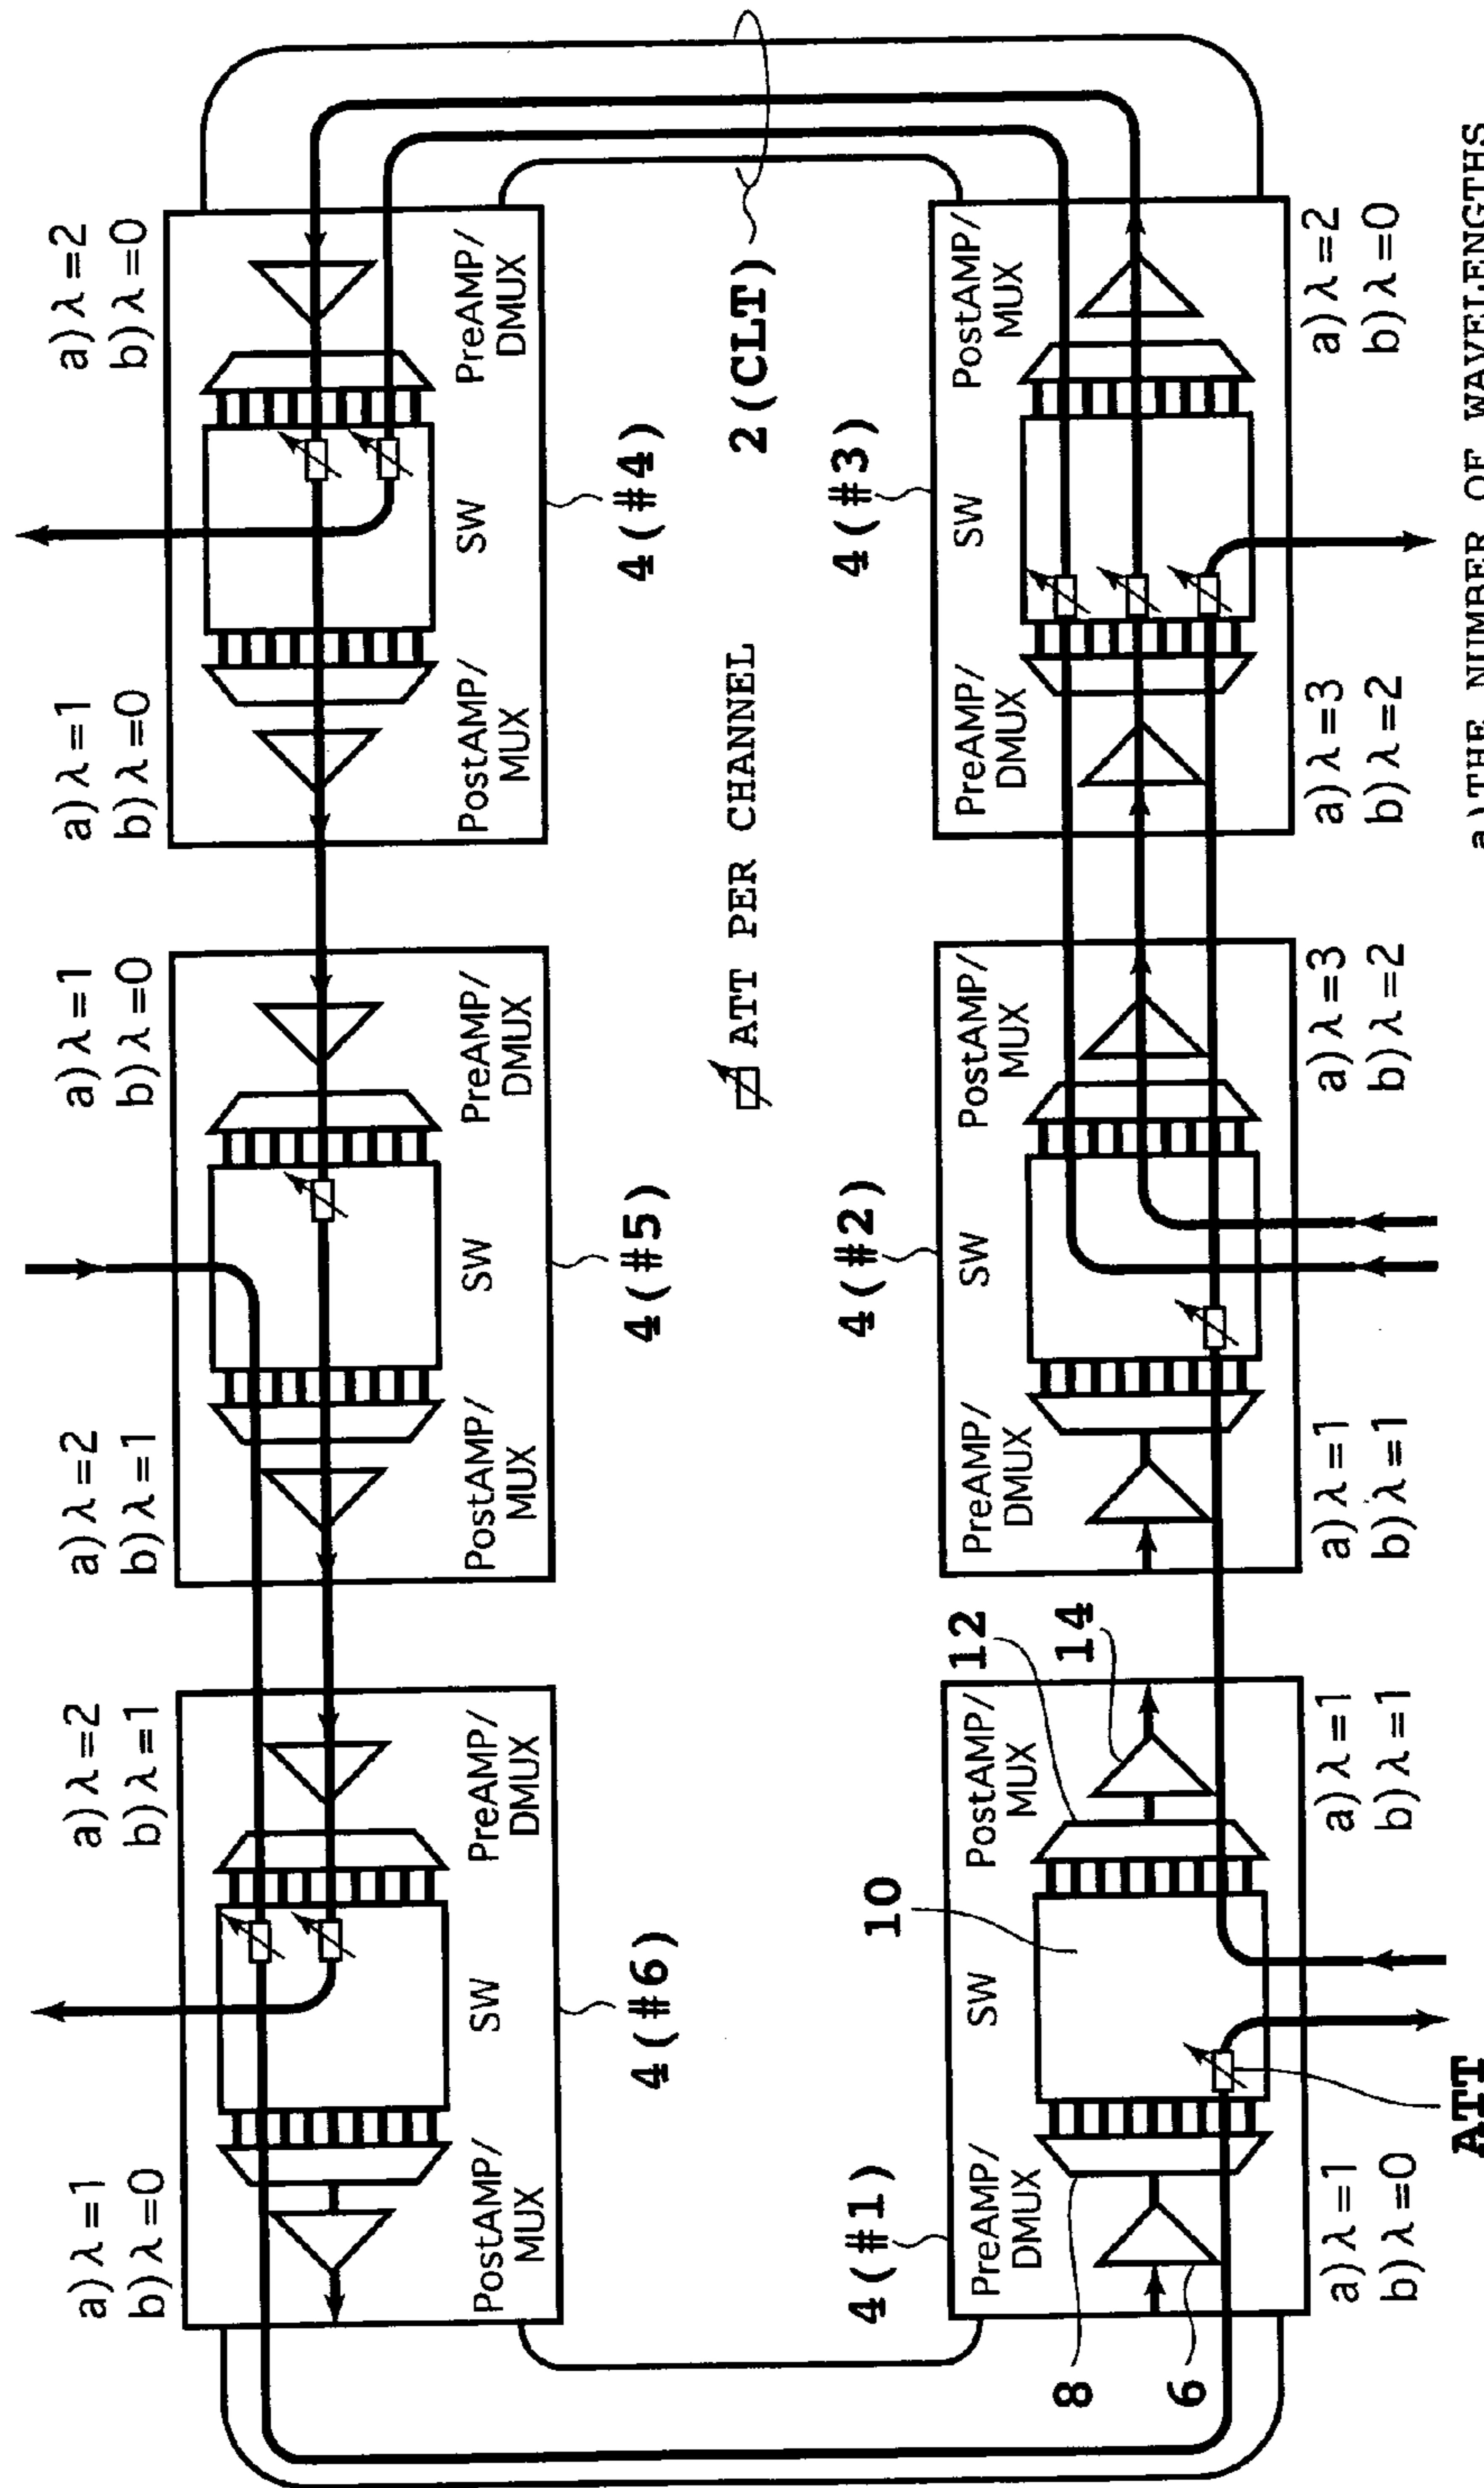 a)λ=1
b)λ=0
a)λ=2
b)λ=1
a)λ=2
b)λ=1
a)λ=1
b)λ=0
a)λ=1
b)λ=0
a)λ=2
b)λ=0
PostAMP/
MUX
SW
PreAMP/
DMUX
PostAMP/
MUX
SW
PreAMP/
DMUX
PostAMP/
MUX
SW
PreAMP/
DMUX
4(#6)
4(#5)
4(#4)
ATT PER CHANNEL
2(CLT)
4(#1)
10
12
14
4(#2)
4(#3)
PreAMP/
DMUX
SW
PostAMP/
MUX
PreAMP/
DMUX
SW
PostAMP/
MUX
PreAMP/
DMUX
SW
PostAMP/
MUX
8
6
a)λ=1
b)λ=0
a)λ=1
b)λ=1
a)λ=1
b)λ=1
a)λ=3
b)λ=2
a)λ=3
b)λ=2
a)λ=2
b)λ=0
ATT
a)THE NUMBER OF WAVELENGTHS